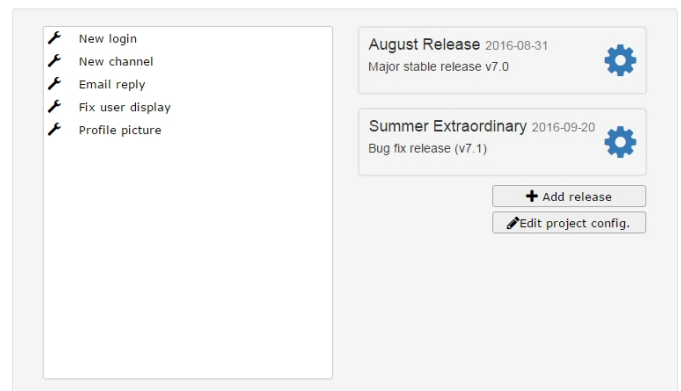 New login
New channel
Email reply
Fix user display
Profile picture
August Release 2016-08-31
Major stable release v7.0
Summer Extraordinary 2016-09-20
Bug fix release (v7.1)
Add release
Edit project config.